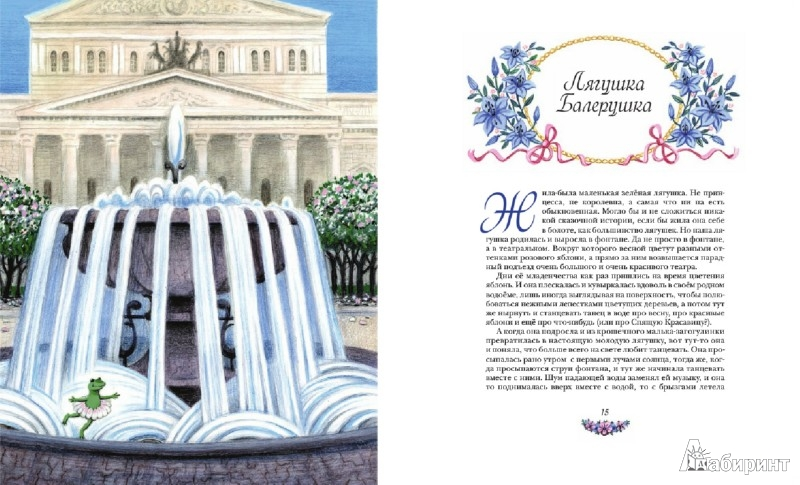 Лягушка
Балерушка
Жила-была маленькая зелёная лягушка. Не прин-
цесса, не королевна, а самая что ни на есть
обыкновенная. Могло бы и не сложиться ника-
кой сказочной истории, если бы жила она себе
в болоте, как большинство лягушек. Но наша ля-
гушка родилась и выросла в фонтане. Да не просто в фонтане,
а в театральном. Вокруг которого весной цветут разными от-
тенками розового яблони, а прямо за ним возвышается парад-
ный подъезд очень большого и очень красивого театра.
Дни её младенчества как раз пришлись на время цветения
яблонь. И она плескалась и кувыркалась вдоволь в своём родном
водоёме, лишь иногда выглядывая на поверхность, чтобы полю-
боваться нежными лепестками цветущих деревьев, а потом тут
же нырнуть и станцевать танец в воде про весну, про красивые
яблони и ещё про что-нибудь (или про Спящую Красавицу?).
А когда она подросла и из крошечного малька-загогулинки
превратилась в настоящую молодую лягушку, вот тут-то она
и поняла, что больше всего на свете любит танцевать. Она про-
сыпалась рано утром с первыми лучами солнца, тогда же, ког-
да просыпаются струи фонтана, и тут же начинала танцевать
вместе с ними. Шум падающей воды заменял ей музыку, и она
то поднималась вверх вместе с водой, то с брызгами летела
15
Лабиринт